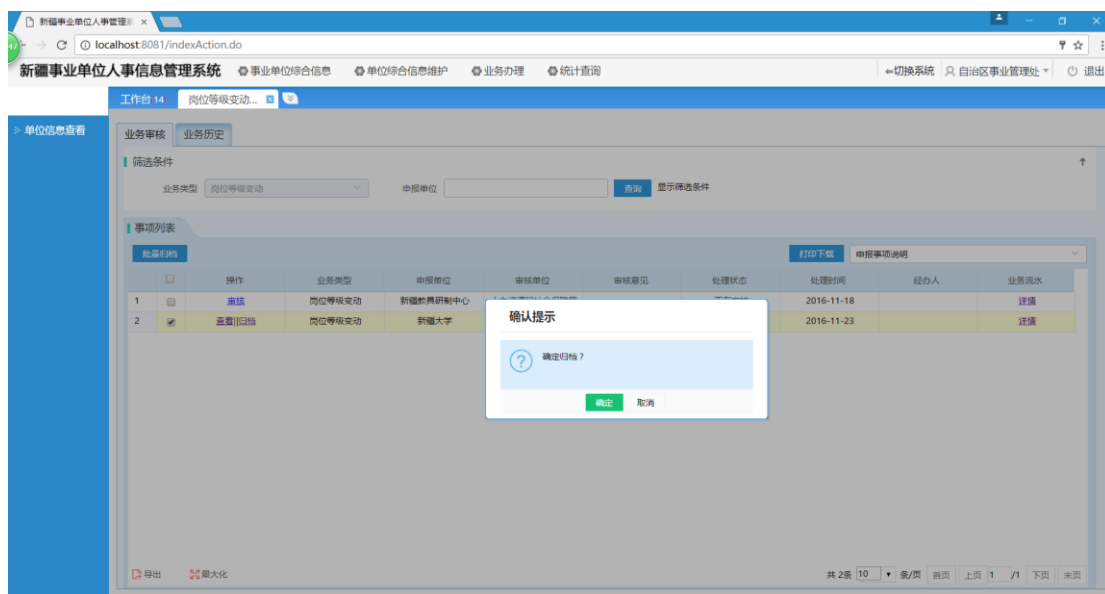 新疆事业单位人事管理
localhost:8081/indexAction.do
新疆事业单位人事信息管理系统 事业单位综合信息 单位综合信息维护 业务办理 统计查询 切换系统 自治区事业管理处 退出
工作台 14 岗位等级变动...
单位信息查看
业务审核 业务历史
筛选条件
业务类型 岗位等级变动 申报单位 查询 显示筛选条件
事项列表
批量归档 打印下载 申报事项说明
操作 业务类型 申报单位 审核单位 审核意见 处理状态 处理时间 经办人 业务流水
1 审核 岗位等级变动 新疆教具研制中心 2016-11-18 详情
2 查看||归档 岗位等级变动 新疆大学 2016-11-23 详情
确认提示
确定归档？
确定 取消
导出 最大化 共 2条 10 条/页 首页 上页 1 /1 下页 末页